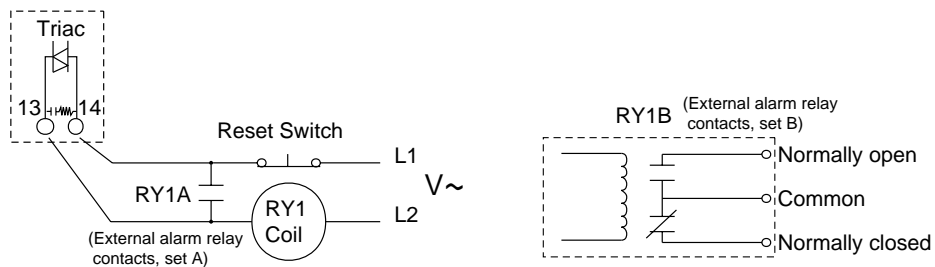 Triac
13 14
Reset Switch
L1
RY1A
V~
RY1
Coil
L2
(External alarm relay
contacts, set A)
RY1B
(External alarm relay
contacts, set B)
Normally open
Common
Normally closed